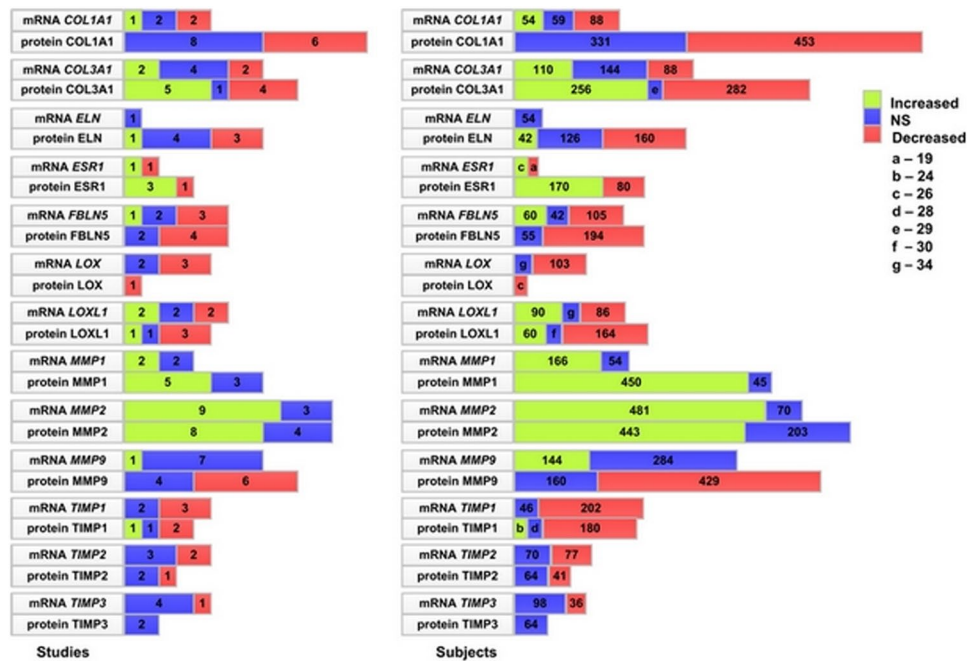 mRNA COL1A1 1 2 2
protein COL1A1 8 6
mRNA COL3A1 2 4 2
protein COL3A1 5 1 4
mRNA ELN 1
protein ELN 1 4 3
mRNA ESR1 1 1
protein ESR1 3 1
mRNA FBLN5 1 2 3
protein FBLN5 2 4
mRNA LOX 2 3
protein LOX 1
mRNA LOXL1 2 2 2
protein LOXL1 1 1 3
mRNA MMP1 2 2
protein MMP1 5 3
mRNA MMP2 9 3
protein MMP2 8 4
mRNA MMP9 1 7
protein MMP9 4 6
mRNA TIMP1 2 3
protein TIMP1 1 1 2
mRNA TIMP2 3 2
protein TIMP2 2 1
mRNA TIMP3 4 1
protein TIMP3 2
Studies
mRNA COL1A1 54 59 88
protein COL1A1 331 453
mRNA COL3A1 110 144 88
protein COL3A1 256 e 282
mRNA ELN 54
protein ELN 42 126 160
mRNA ESR1 c a
protein ESR1 170 80
mRNA FBLN5 60 42 105
protein FBLN5 55 194
mRNA LOX g 103
protein LOX c
mRNA LOXL1 90 g 86
protein LOXL1 60 f 164
mRNA MMP1 166 54
protein MMP1 450 45
mRNA MMP2 481 70
protein MMP2 443 203
mRNA MMP9 144 284
protein MMP9 160 429
mRNA TIMP1 46 202
protein TIMP1 b d 180
mRNA TIMP2 70 77
protein TIMP2 64 41
mRNA TIMP3 98 36
protein TIMP3 64
Subjects
Increased
NS
Decreased
a – 19
b – 24
c – 26
d – 28
e – 29
f – 30
g – 34